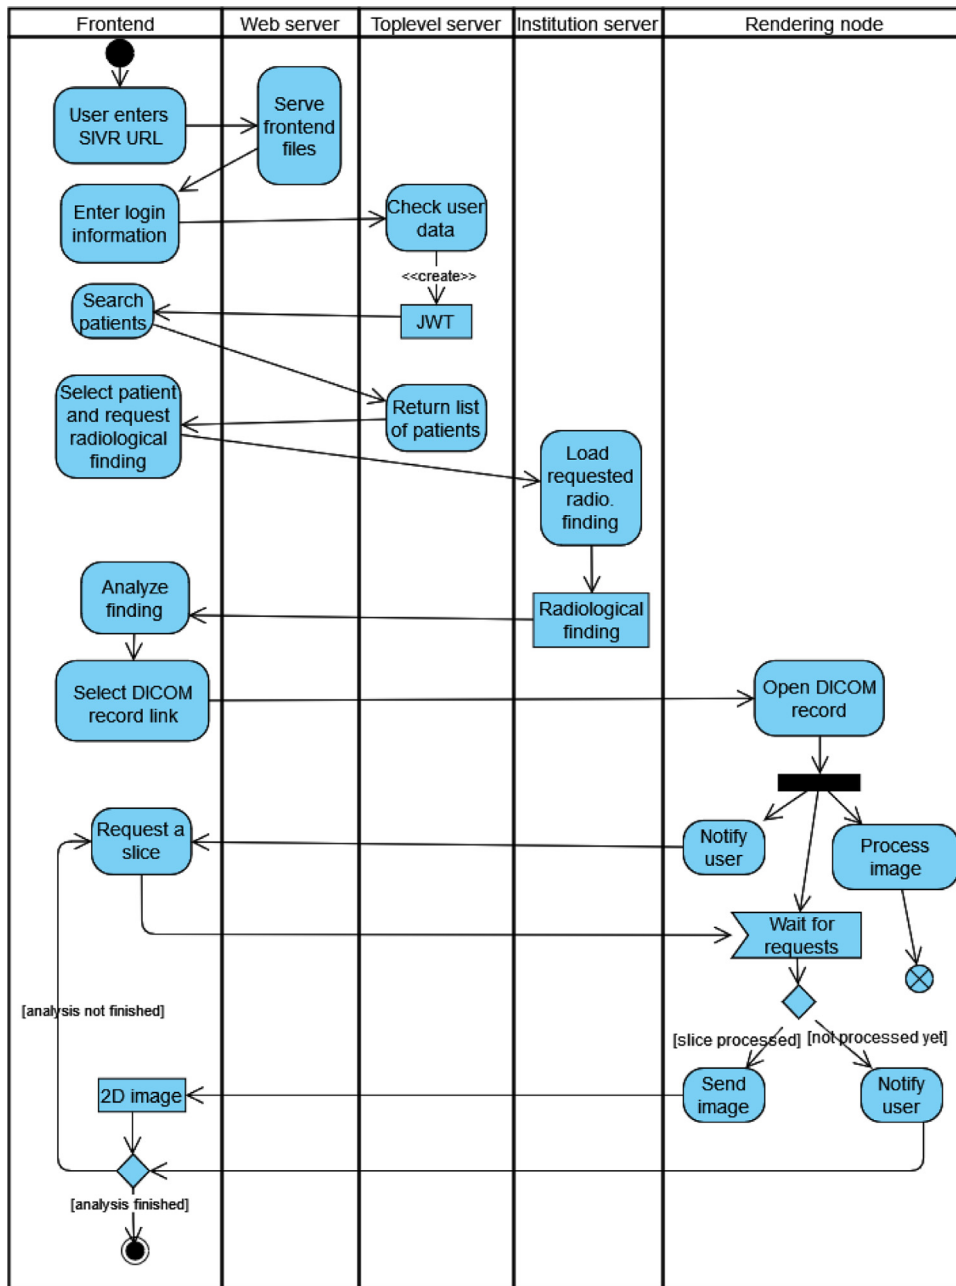 Frontend
Web server
Toplevel server
Institution server
Rendering node
User enters
SIVR URL
Serve
frontend
files
Enter login
information
Check user
data
<<create>>
JWT
Search
patients
Return list
of patients
Select patient
and request
radiological
finding
Load
requested
radio.
finding
Radiological
finding
Analyze
finding
Select DICOM
record link
Open DICOM
record
Notify
user
Process
image
Request a
slice
Wait for
requests
[analysis not finished]
[slice processed]
[not processed yet]
Send
image
Notify
user
2D image
[analysis finished]